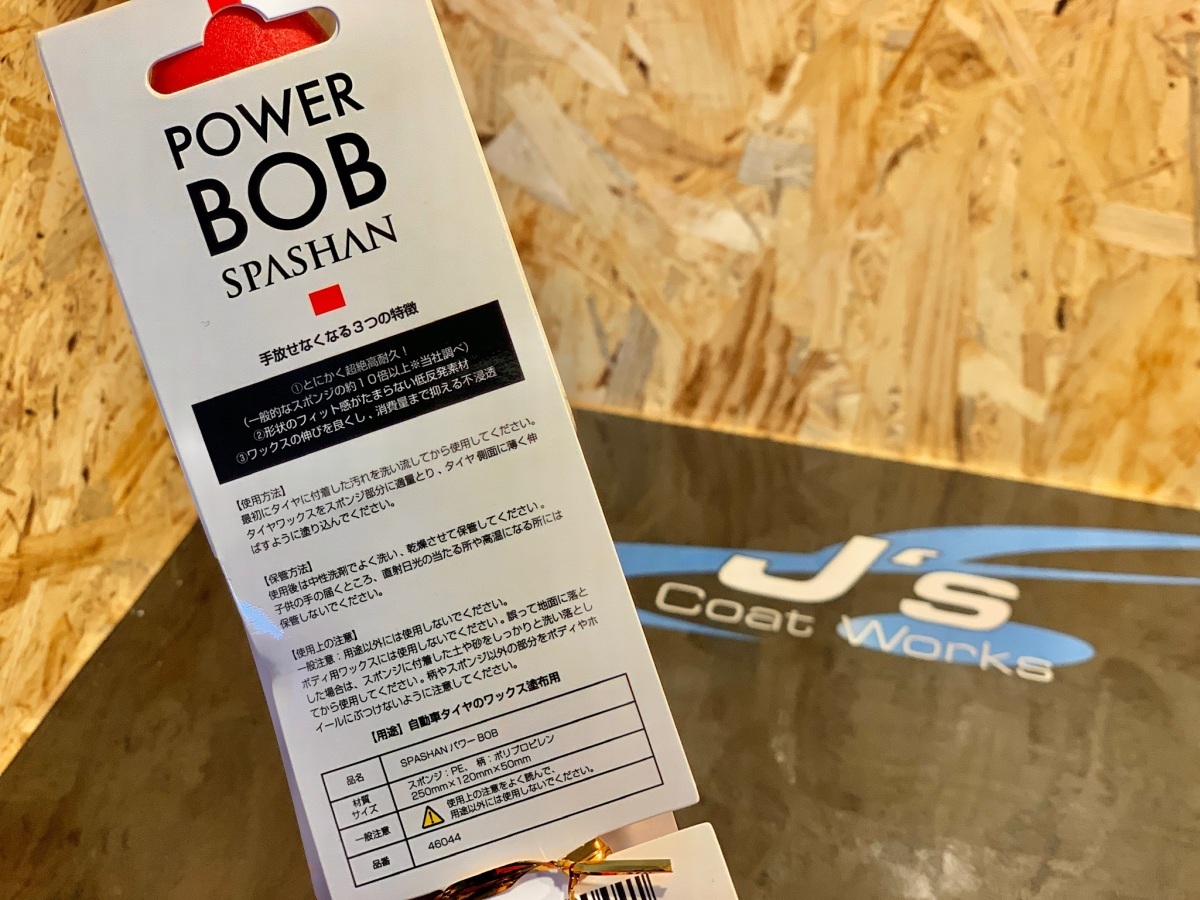 POWER
BOB
SPASHAN
手放せなくなる3つの特徴
①とにかく超絶高耐久！
(一般的なスポンジの約10倍以上※当社調べ)
②形状のフィット感がたまらない低反発素材
③ワックスの伸びを良くし、消費量まで抑える不浸透
【使用方法】
最初にタイヤに付着した汚れを洗い流してから使用してください。
タイヤワックスをスポンジ部分に適量とり、タイヤ側面に薄く伸
ばすように塗り込んでください。
【保管方法】
使用後は中性洗剤でよく洗い、乾燥させて保管してください。
子供の手の届くところ、直射日光の当たる所や高温になる所には
保管しないでください。
【使用上の注意】
一般注意：用途以外には使用しないでください。
ボディ用ワックスには使用しないでください。誤って地面に落と
した場合は、スポンジに付着した土や砂をしっかりと洗い落とし
てから使用してください。柄やスポンジ以外の部分をボディやホ
ィールにぶつけないように注意してください。
【用途】自動車タイヤのワックス塗布用
品名 SPASHAN パワーBOB
材質 スポンジ：PE、柄：ポリプロピレン
サイズ 250mm×120mm×50mm
一般注意 使用上の注意をよく読んで、
用途以外には使用しないでください。
品番 46044
J's
Coat Works